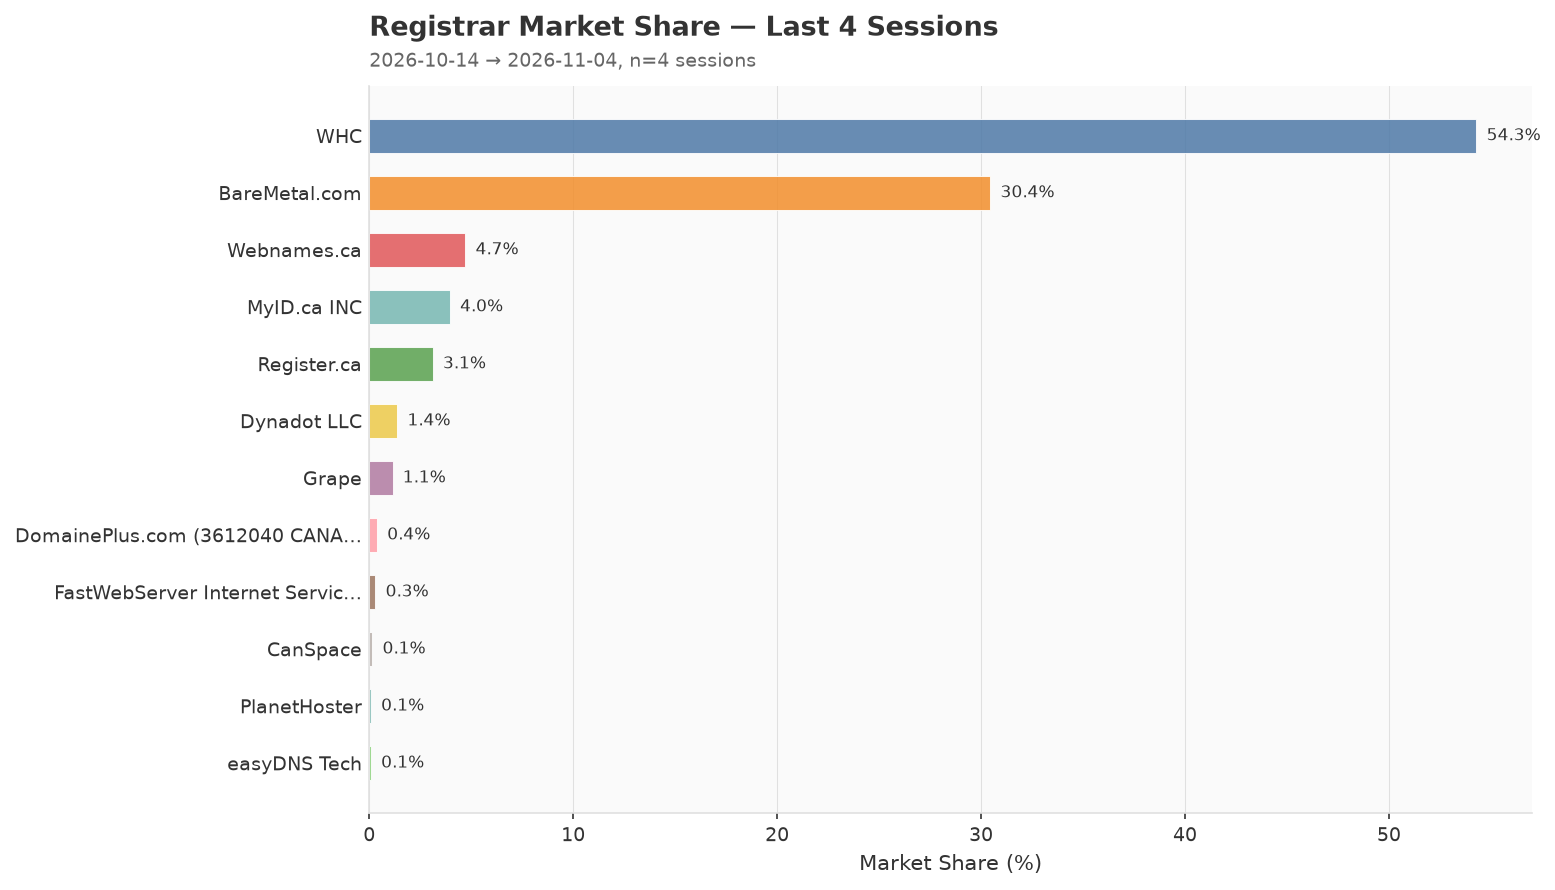 Registrar Market Share — Last 4 Sessions
2026-10-14 → 2026-11-04, n=4 sessions
WHC 54.3%
BareMetal.com 30.4%
Webnames.ca 4.7%
MyID.ca INC 4.0%
Register.ca 3.1%
Dynadot LLC 1.4%
Grape 1.1%
DomainePlus.com (3612040 CANA... 0.4%
FastWebServer Internet Servic... 0.3%
CanSpace 0.1%
PlanetHoster 0.1%
easyDNS Tech 0.1%
0 10 20 30 40 50
Market Share (%)